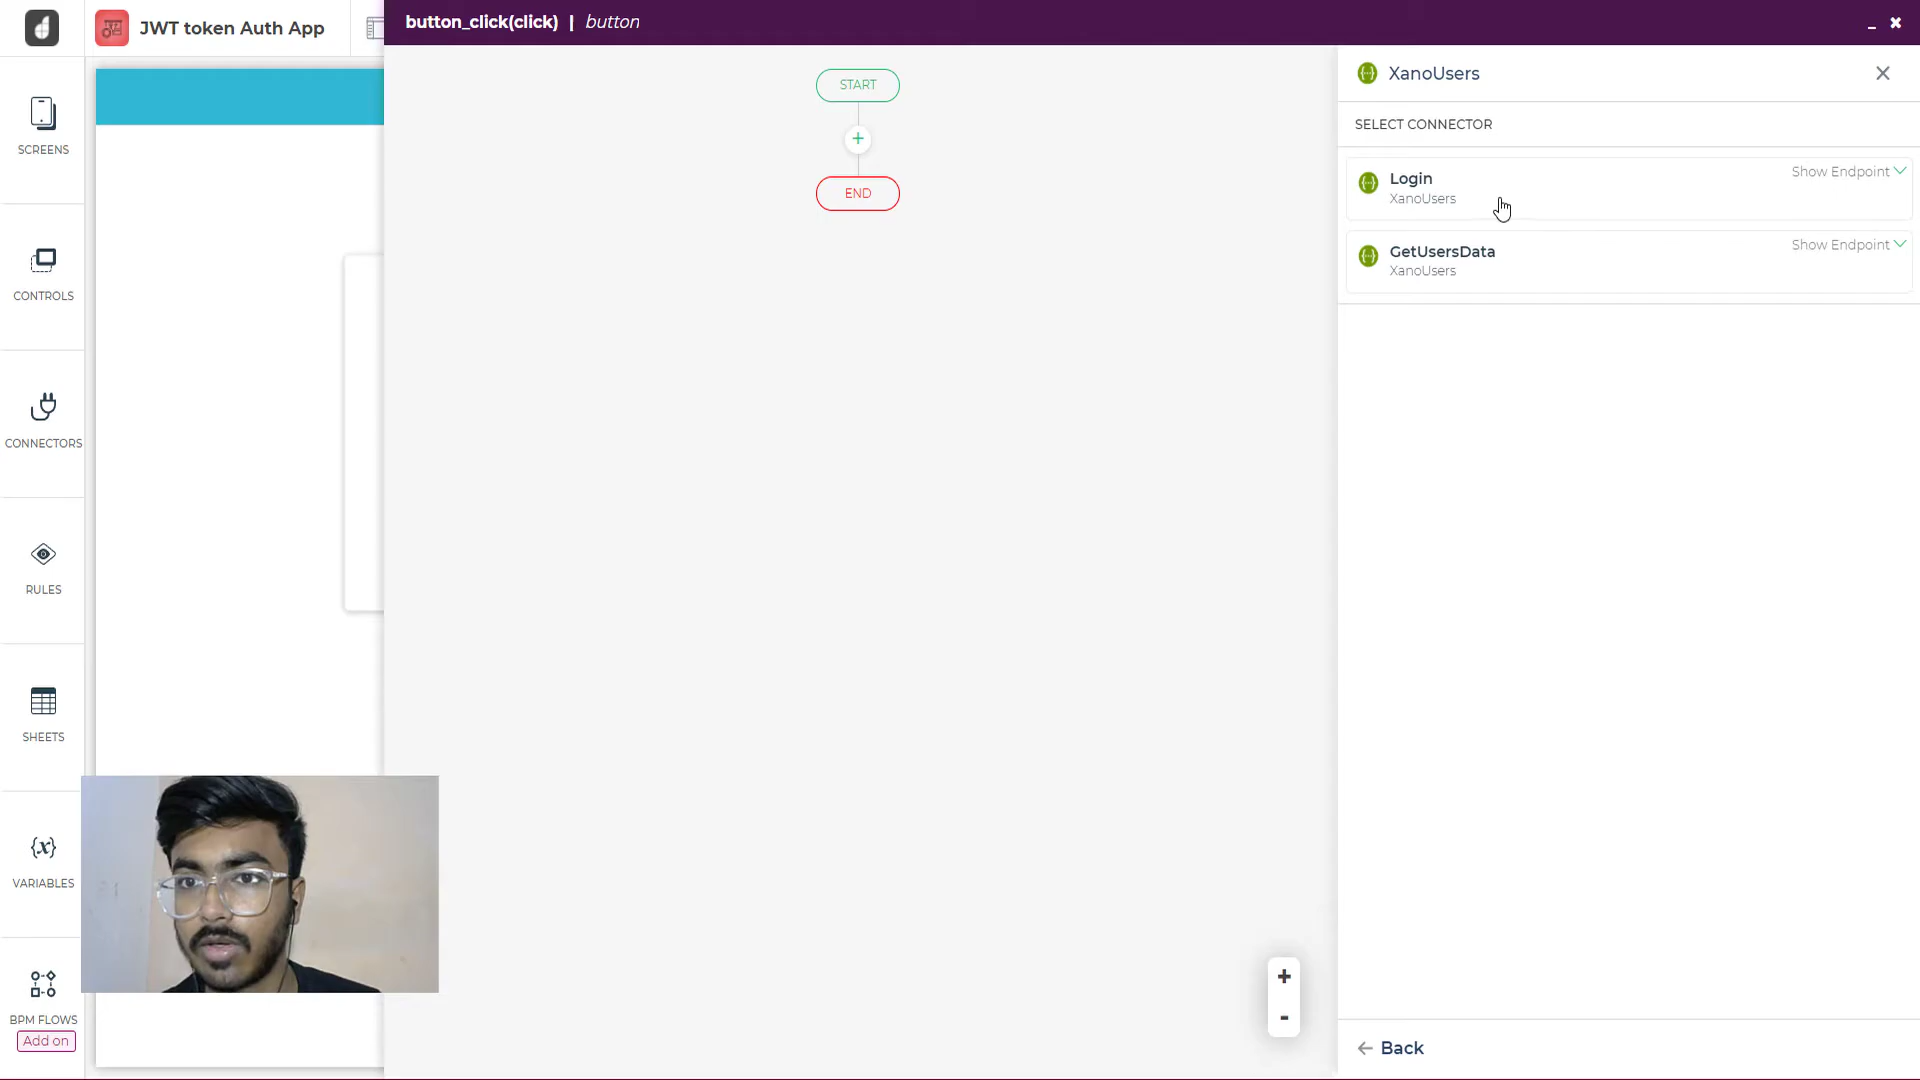 JWT token Auth App
button_click(click) | button
XanoUsers
SELECT CONNECTOR
Login
XanoUsers
Show Endpoint
GetUsersData
XanoUsers
Show Endpoint
START
+
END
SCREENS
CONTROLS
CONNECTORS
RULES
SHEETS
{x}
VARIABLES
BPM FLOWS
Add on
+
-
Back